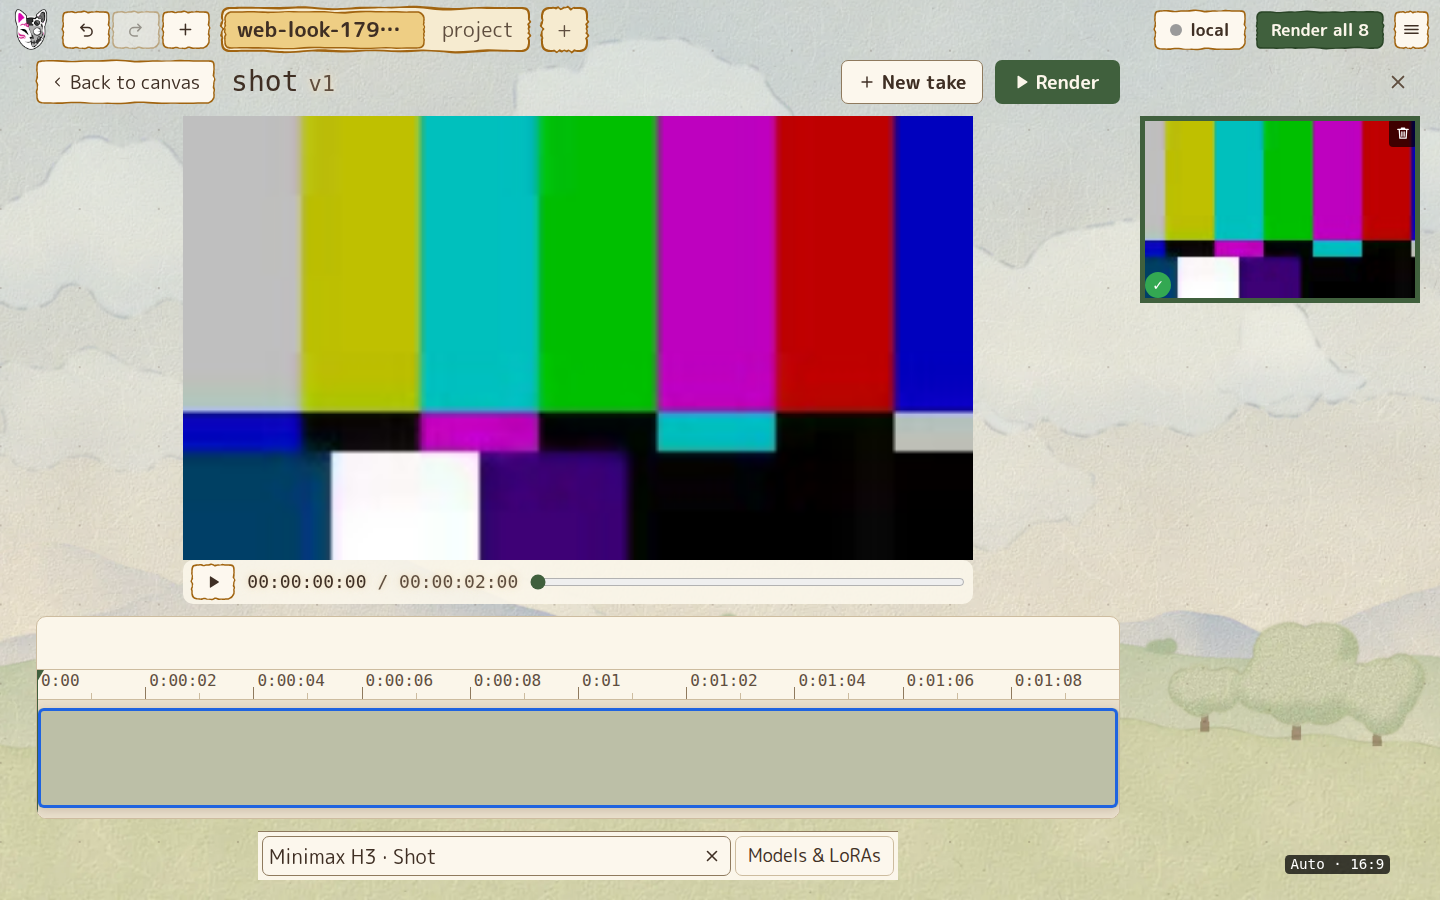 web-look-179···
project
local
Render all 8
Back to canvas
shot v1
New take
Render
00:00:00:00 / 00:00:02:00
0:00
0:00:02
0:00:04
0:00:06
0:00:08
0:01
0:01:02
0:01:04
0:01:06
0:01:08
Minimax H3 · Shot
Models & LoRAs
Auto · 16:9